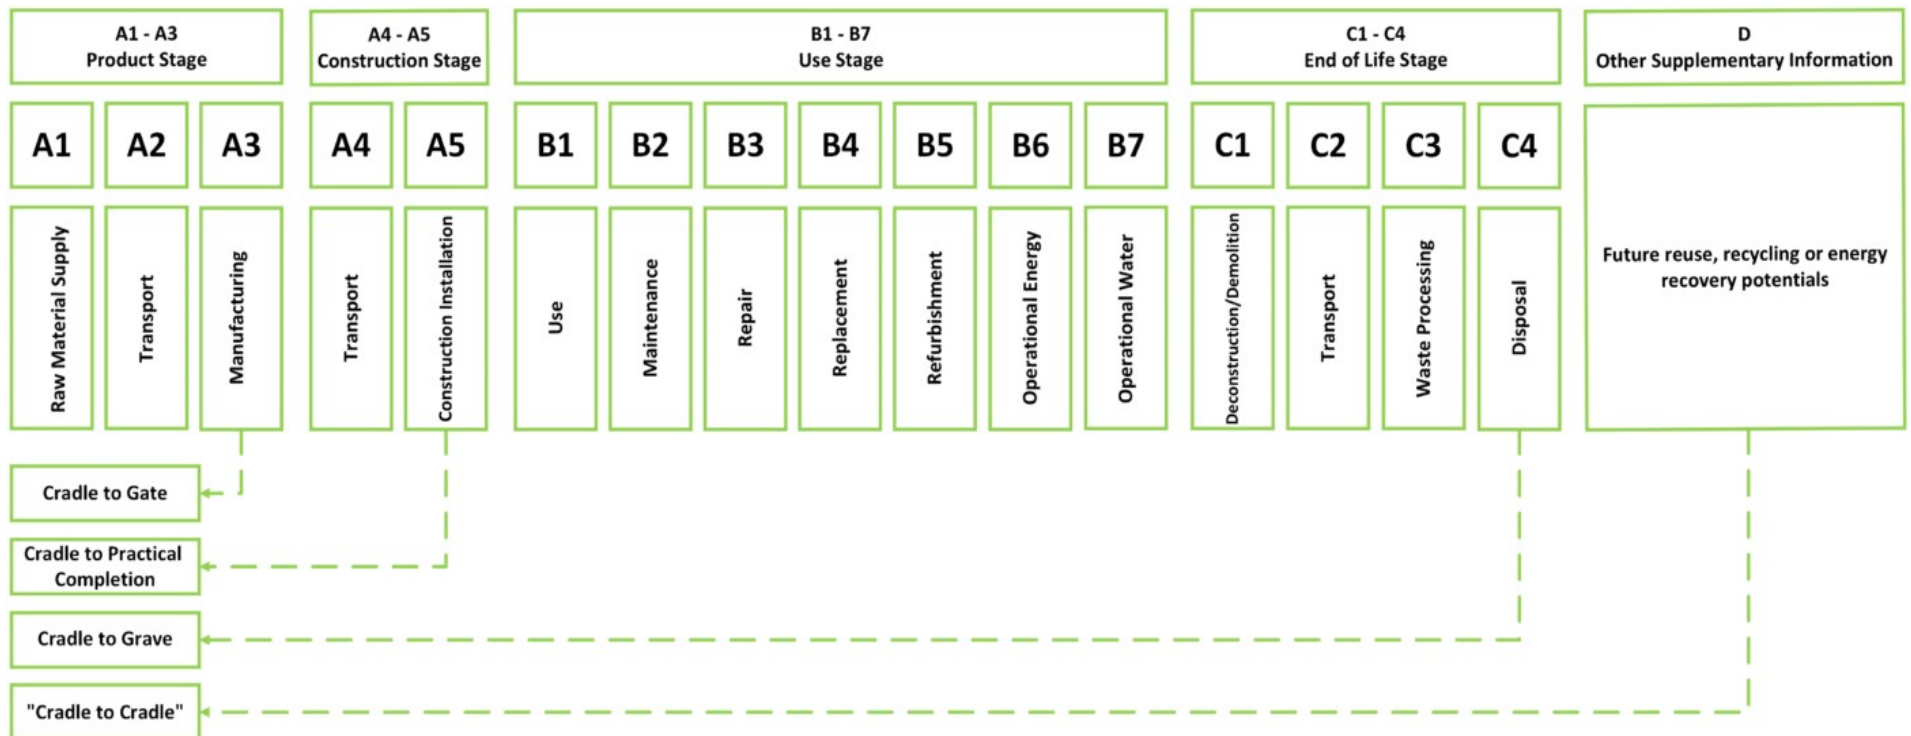 A1 - A3
Product Stage
A4 - A5
Construction Stage
B1 - B7
Use Stage
C1 - C4
End of Life Stage
D
Other Supplementary Information
A1
A2
A3
A4
A5
B1
B2
B3
B4
B5
B6
B7
C1
C2
C3
C4
Raw Material Supply
Transport
Manufacturing
Transport
Construction Installation
Use
Maintenance
Repair
Replacement
Refurbishment
Operational Energy
Operational Water
Deconstruction/Demolition
Transport
Waste Processing
Disposal
Future reuse, recycling or energy
recovery potentials
Cradle to Gate
Cradle to Practical
Completion
Cradle to Grave
"Cradle to Cradle"